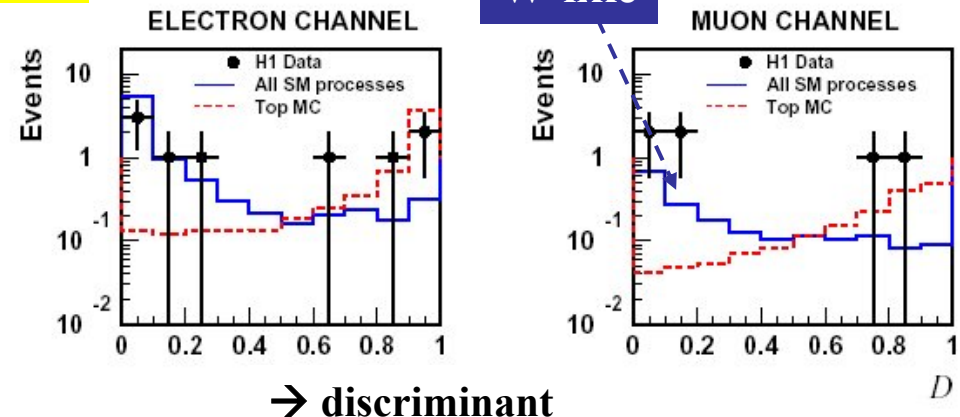 ELECTRON CHANNEL
Events
10
1
10 -1
10 -2
H1 Data
All SM processes
Top MC
0 0.2 0.4 0.6 0.8 1
MUON CHANNEL
Events
10
1
10 -1
10 -2
H1 Data
All SM processes
Top MC
0 0.2 0.4 0.6 0.8 1
D
→ discriminant